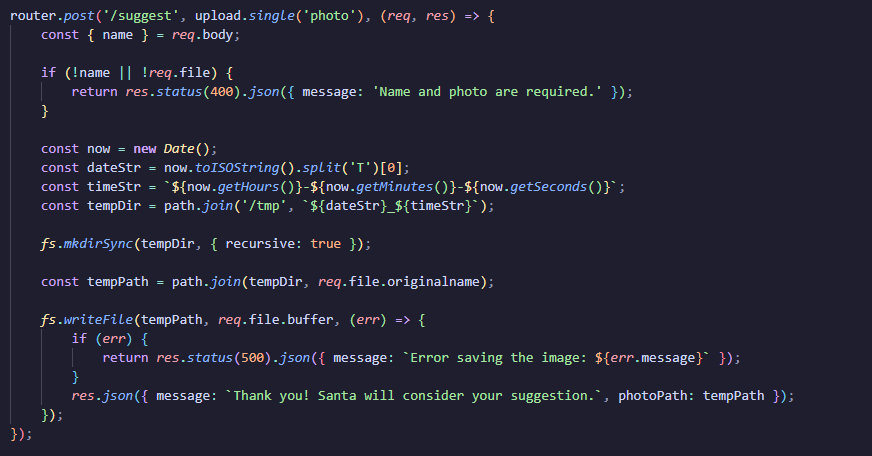 router.post('/suggest', upload.single('photo'), (req, res) => {
    const { name } = req.body;

    if (!name || !req.file) {
        return res.status(400).json({ message: 'Name and photo are required.' });
    }

    const now = new Date();
    const dateStr = now.toISOString().split('T')[0];
    const timeStr = `${now.getHours()}-${now.getMinutes()}-${now.getSeconds()}`;
    const tempDir = path.join('/tmp', `${dateStr}_${timeStr}`);

    fs.mkdirSync(tempDir, { recursive: true });

    const tempPath = path.join(tempDir, req.file.originalname);

    fs.writeFile(tempPath, req.file.buffer, (err) => {
        if (err) {
            return res.status(500).json({ message: `Error saving the image: ${err.message}` });
        }
        res.json({ message: `Thank you! Santa will consider your suggestion.`, photoPath: tempPath });
    });
});